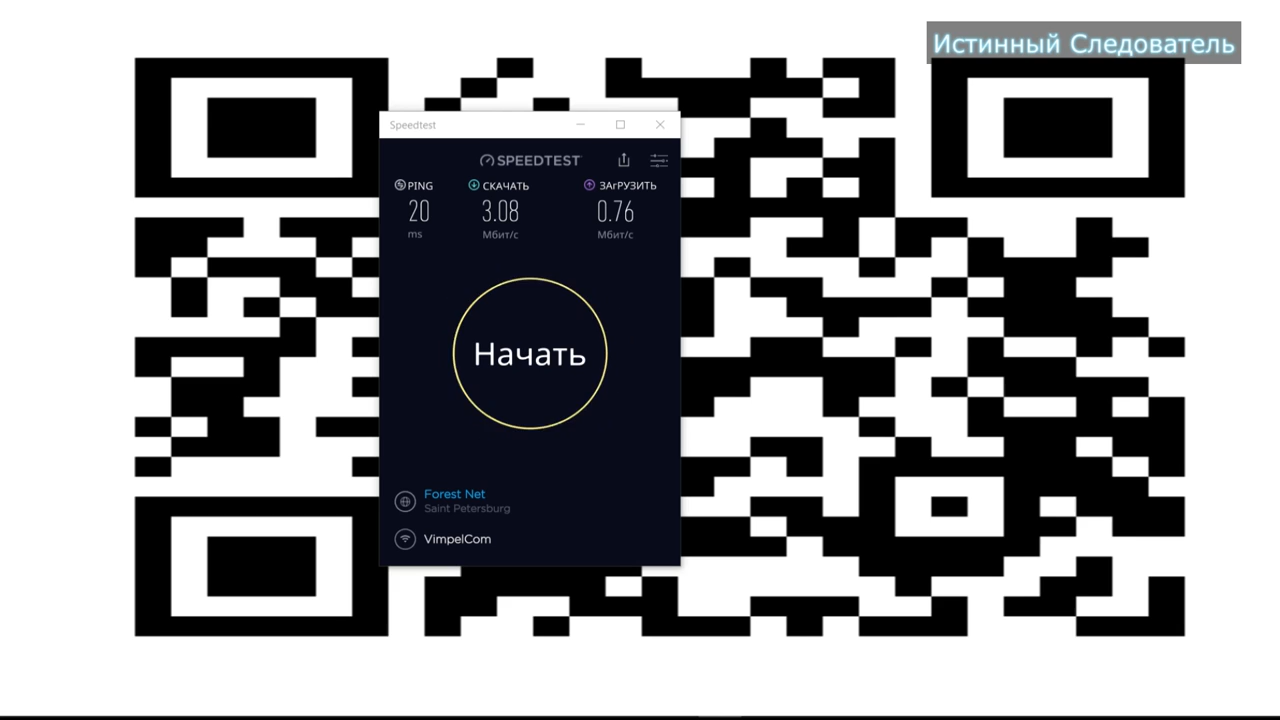 Истинный Следователь
Speedtest
SPEEDTEST
PING СКАЧАТЬ ЗАгРУЗИТЬ
20 3.08 0.76
ms Мбит/с Мбит/с
Начать
Forest Net
Saint Petersburg
VimpelCom